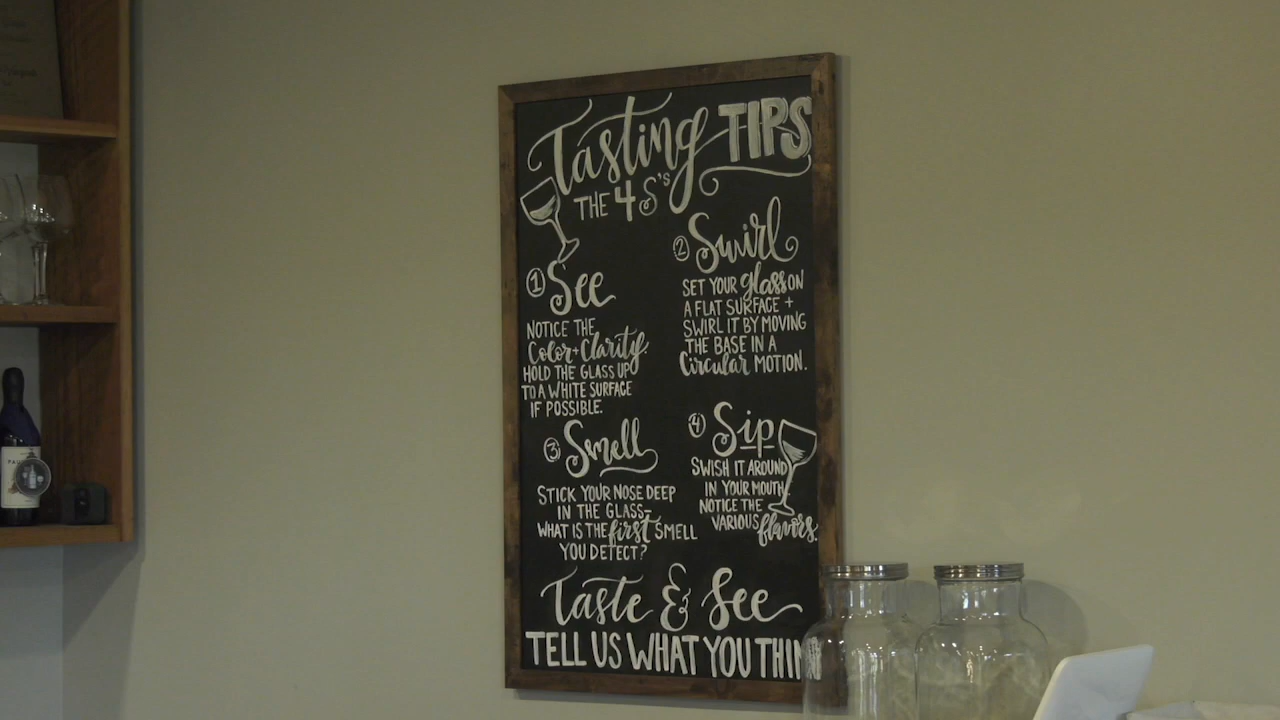 Tasting TIPS
THE 4 S's
① See
NOTICE THE
Color + Clarity.
HOLD THE GLASS UP
TO A WHITE SURFACE
IF POSSIBLE.
② Swirl
SET YOUR glass ON
A FLAT SURFACE +
SWIRL IT BY MOVING
THE BASE IN A
Circular MOTION.
③ Smell
STICK YOUR NOSE DEEP
IN THE GLASS–
WHAT IS THE first SMELL
YOU DETECT?
④ Sip
SWISH IT AROUND
IN YOUR MOUTH.
NOTICE THE
VARIOUS flavors.
Taste & See
TELL US WHAT YOU THINK